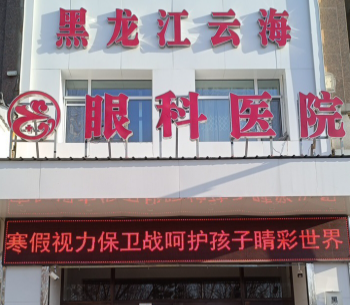 黑龙江云海
眼科医院
寒假视力保卫战呵护孩子睛彩世界